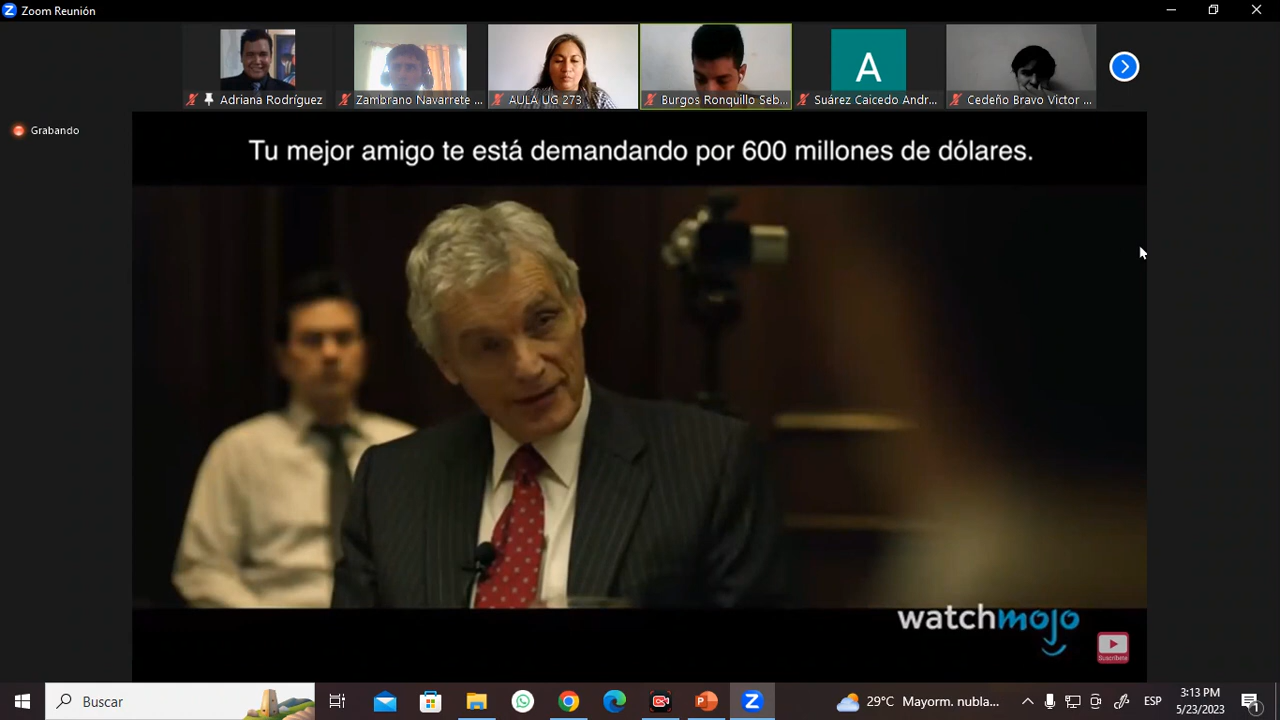 Zoom Reunión
Adriana Rodríguez
Zambrano Navarrete ...
AULA UG 273
Burgos Ronquillo Seb...
Suárez Caicedo Andr...
Cedeño Bravo Victor ...
A
Grabando
Tu mejor amigo te está demandando por 600 millones de dólares.
watchmojo
Suscríbete
Buscar
29°C Mayorm. nubla...
ESP
3:13 PM
5/23/2023
1